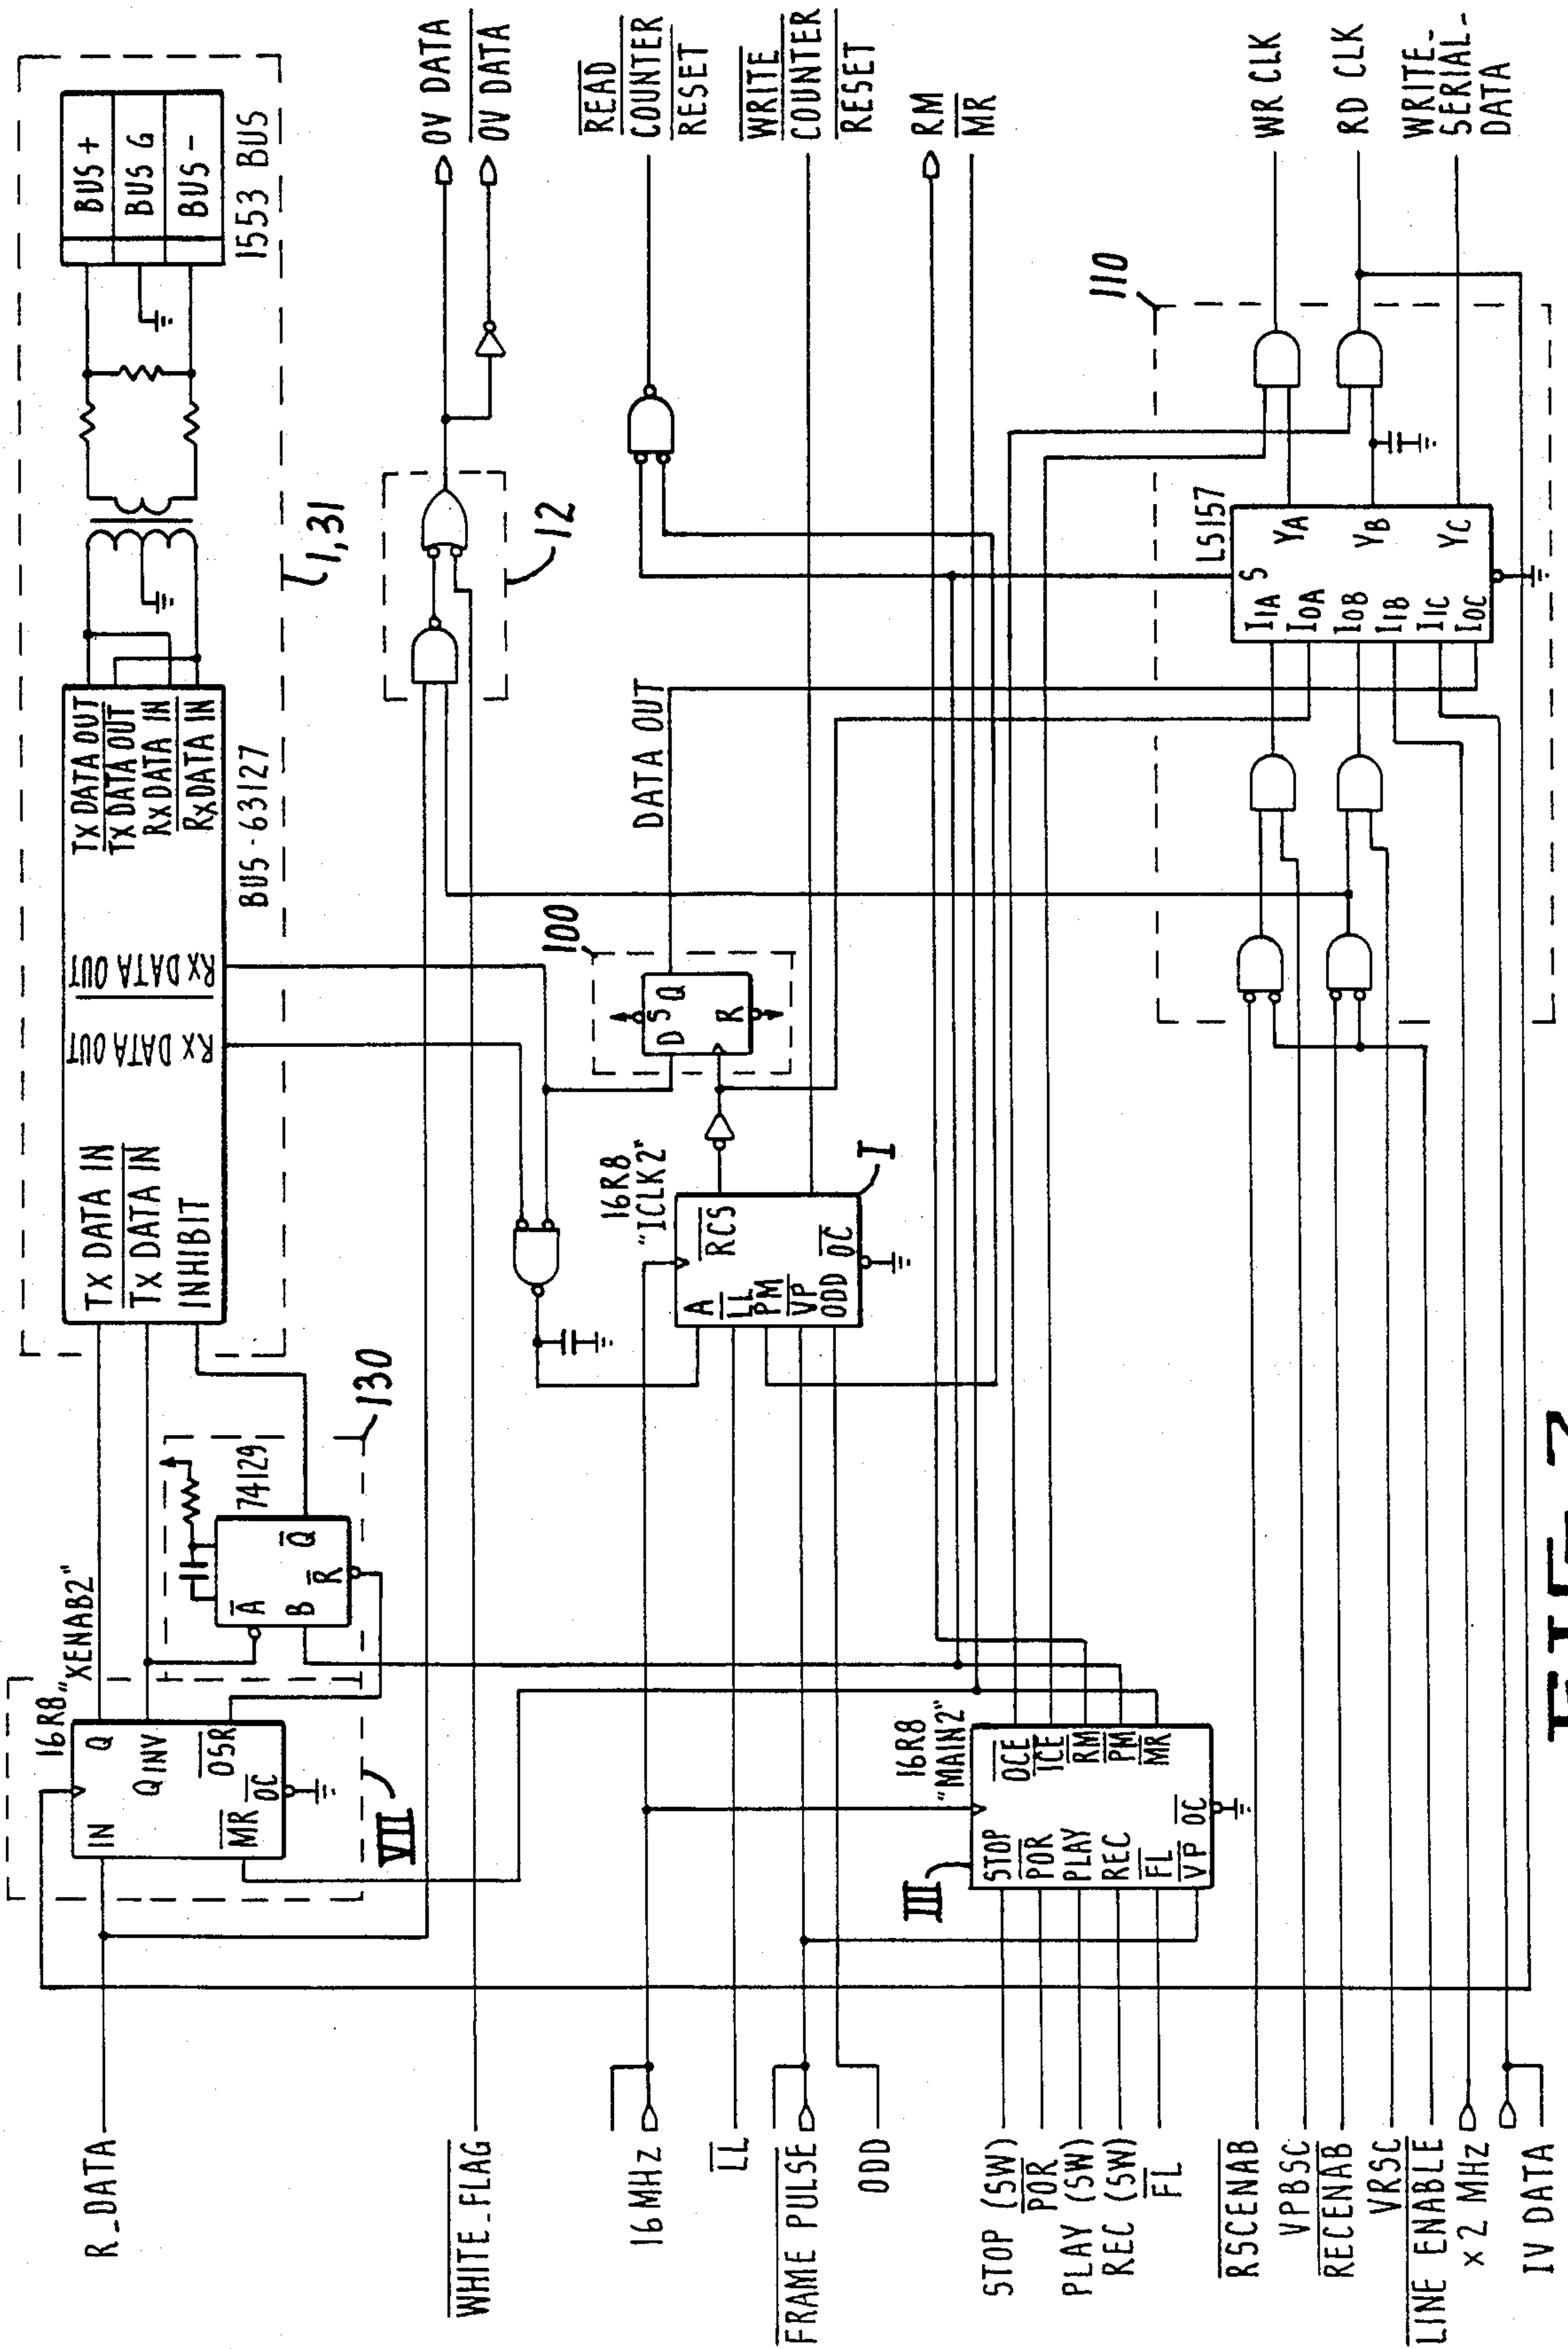 R_DATA
WHITE_FLAG
16 MHz
LL
FRAME PULSE
ODD
STOP (SW)
POR
PLAY (SW)
REC (SW)
FL
RSCENAB
VPBSC
RECENAB
VRSC
LINE ENABLE
x2 MHz
IV DATA
16R8
"XENAB2"
IN
Q
Q INV
OSR
MR
OC
VII
74129
A
B
Q
R
130
TX DATA IN
TX DATA IN
INHIBIT
RX DATA OUT
RX DATA OUT
TX DATA OUT
TX DATA OUT
RX DATA IN
RX DATA IN
BUS-63127
1,31
BUS +
BUS G
BUS -
1553 BUS
12
OV DATA
OV DATA
READ
COUNTER
RESET
WRITE
COUNTER
RESET
RM
MR
16R8
"ICLK2"
RCS
A
LL
PM
VP
ODD
OC
I
100
D
S
Q
R
DATA OUT
16R8
"MAIN2"
III
STOP
POR
PLAY
REC
FL
VP
OCE
ICE
RM
PM
MR
OC
110
LS157
S
I1A
I0A
I0B
I1B
I1C
I0C
YA
YB
YC
WR CLK
RD CLK
WRITE_
SERIAL-
DATA